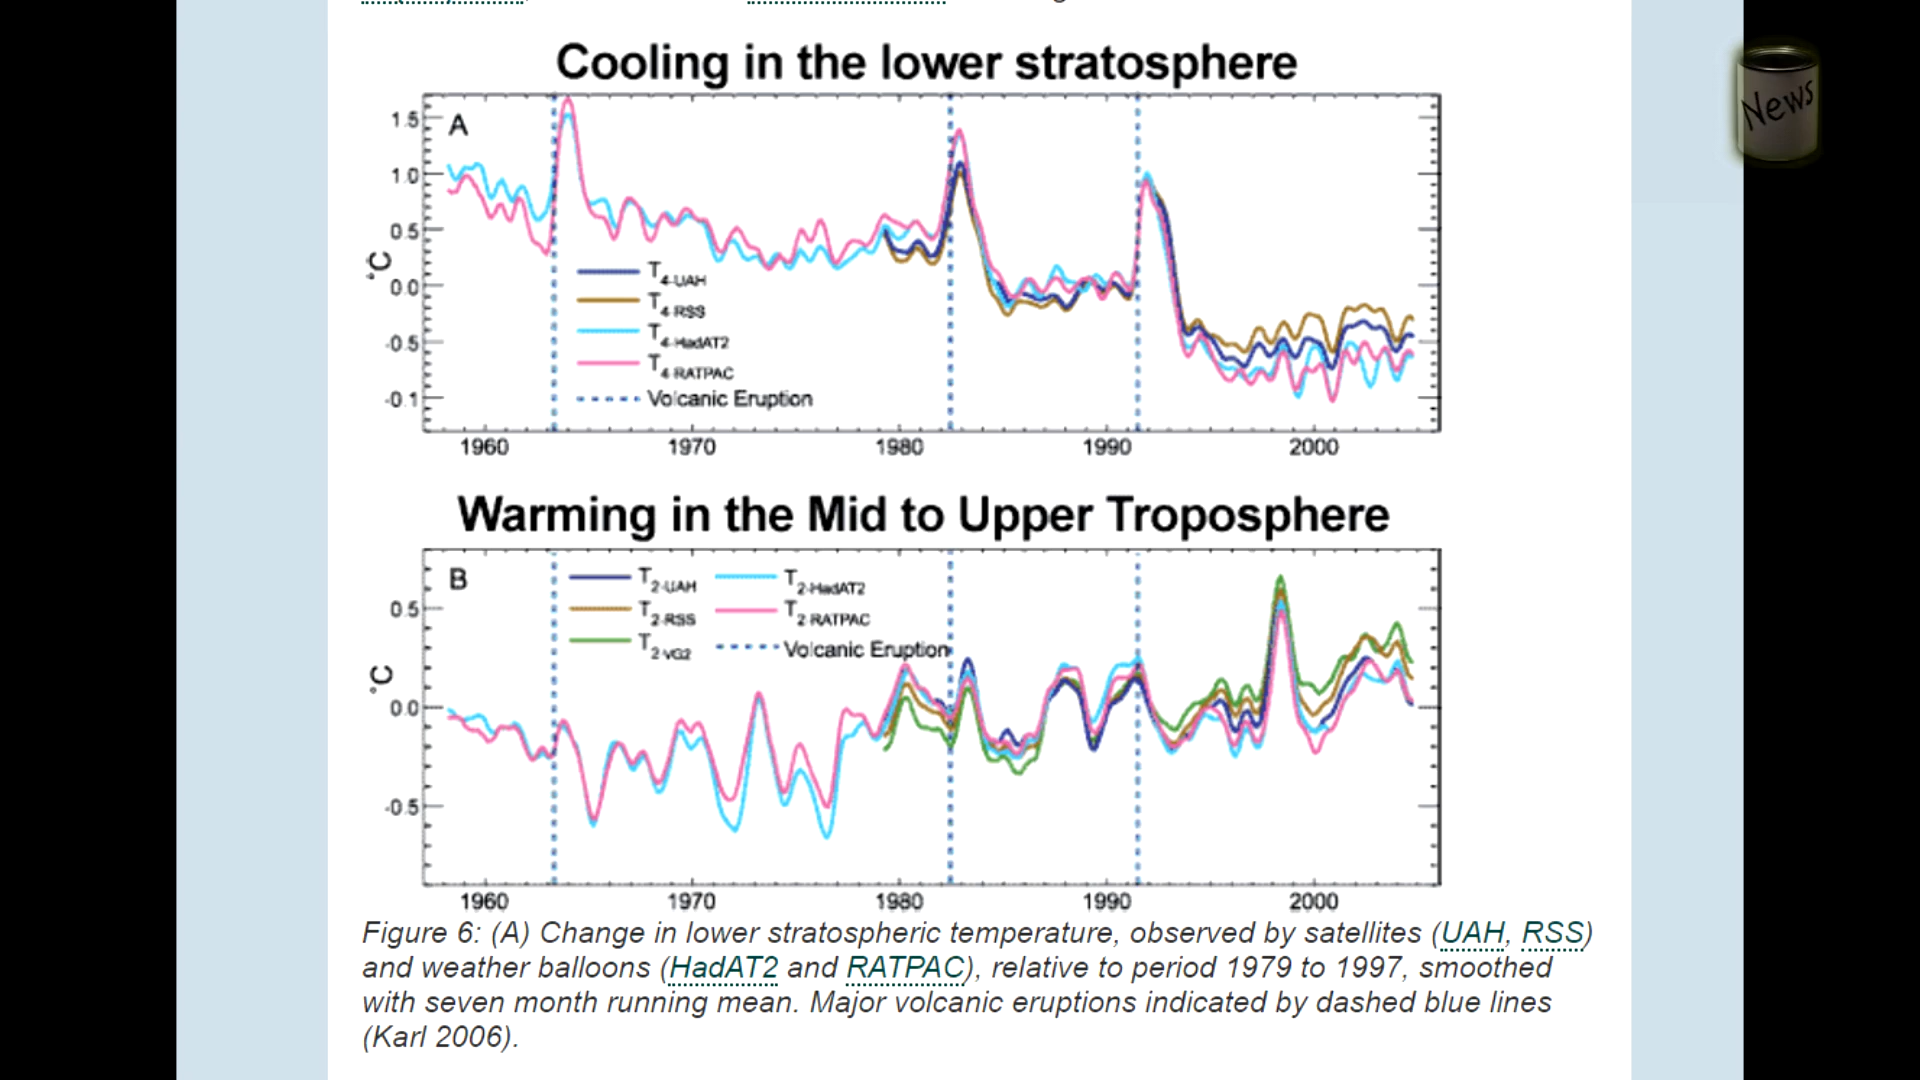 Cooling in the lower stratosphere
A
1.5
1.0
0.5
0.0
-0.5
-0.1
°C
T4-UAH
T4-RSS
T4-HadAT2
T4-RATPAC
Volcanic Eruption
1960 1970 1980 1990 2000
News
Warming in the Mid to Upper Troposphere
B
0.5
0.0
-0.5
°C
T2-UAH T2-HadAT2
T2-RSS T2-RATPAC
T2-VG2 Volcanic Eruption
1960 1970 1980 1990 2000
Figure 6: (A) Change in lower stratospheric temperature, observed by satellites (UAH, RSS)
and weather balloons (HadAT2 and RATPAC), relative to period 1979 to 1997, smoothed
with seven month running mean. Major volcanic eruptions indicated by dashed blue lines
(Karl 2006).